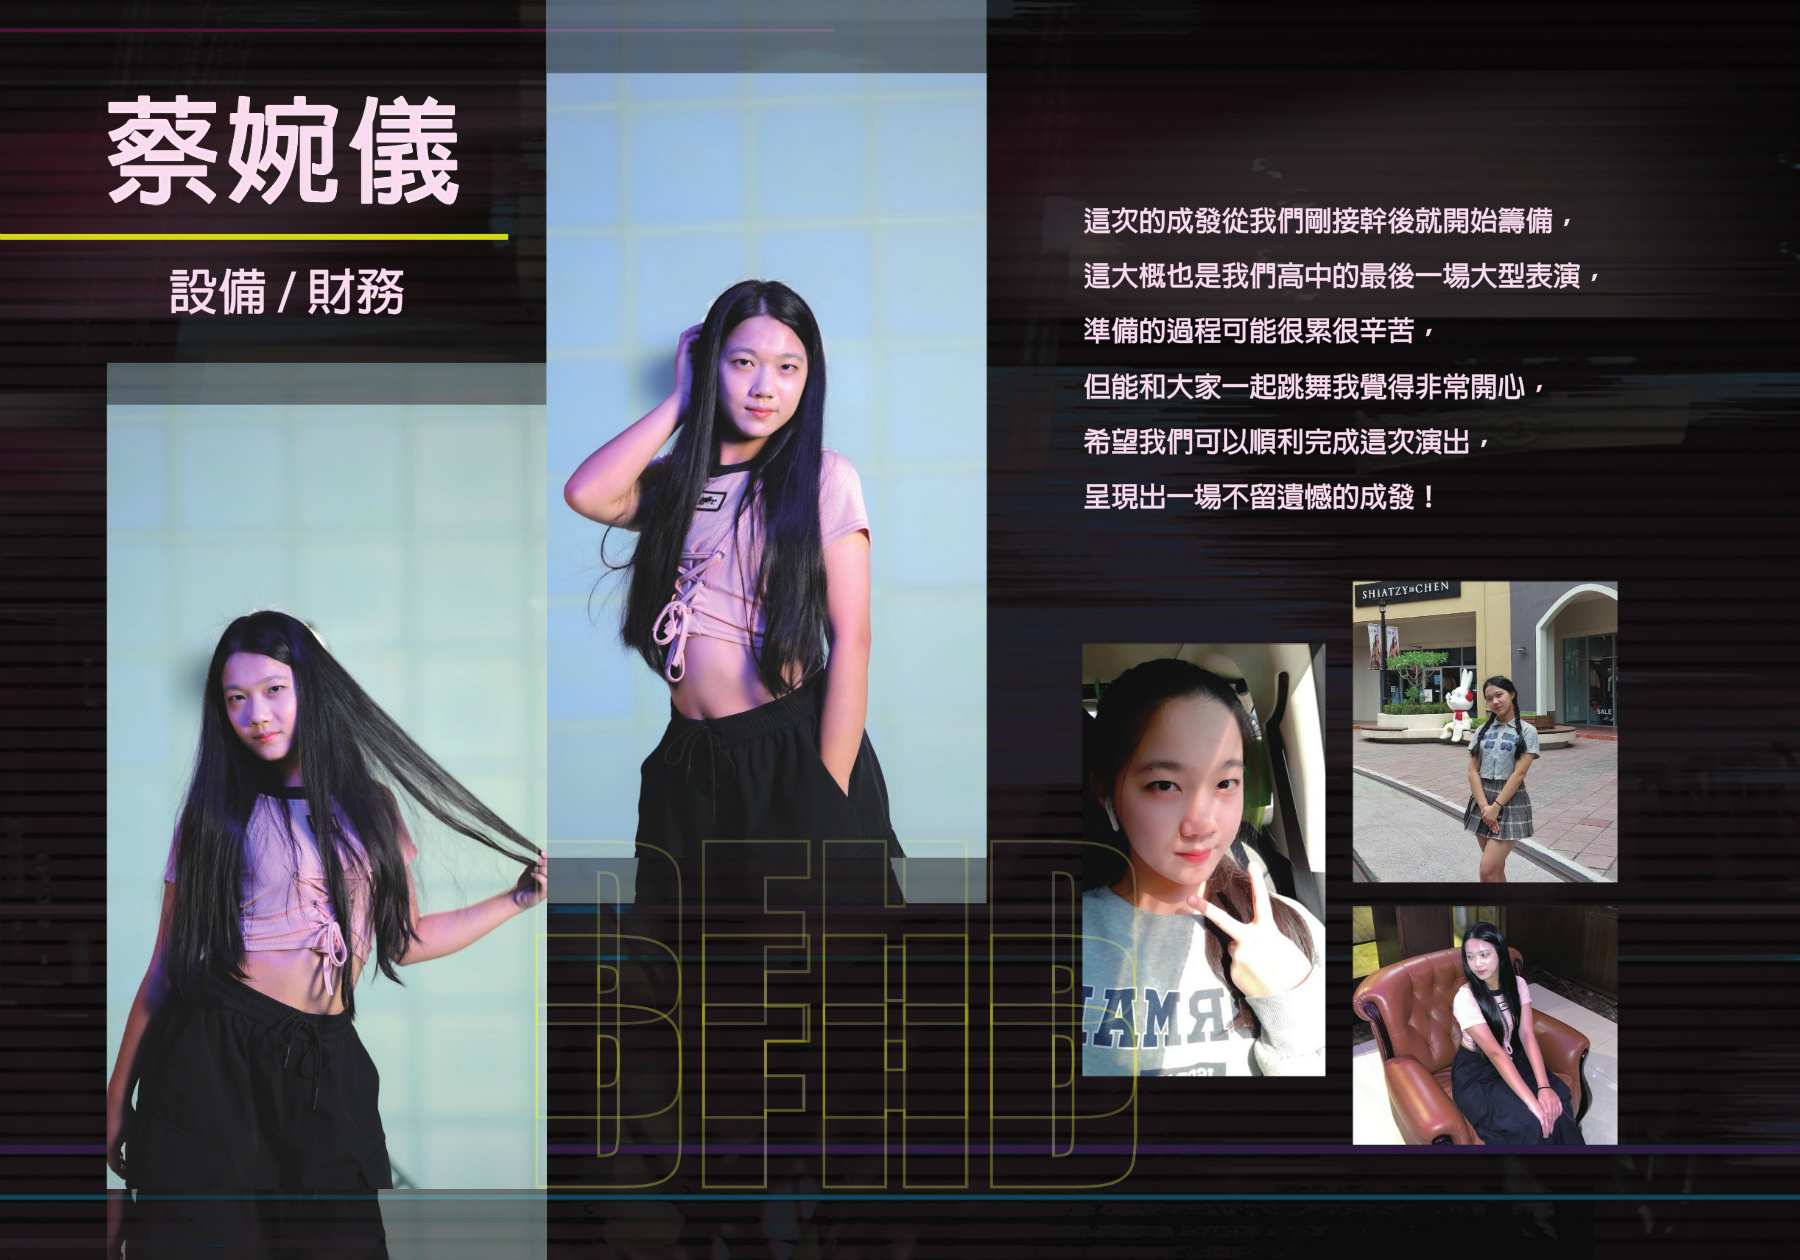 蔡婉儀
設備 / 財務
這次的成發從我們剛接幹後就開始籌備，
這大概也是我們高中的最後一場大型表演，
準備的過程可能很累很辛苦，
但能和大家一起跳舞我覺得非常開心，
希望我們可以順利完成這次演出，
呈現出一場不留遺憾的成發！
SHIATZY CHEN
SALE
BFHD
BFHD